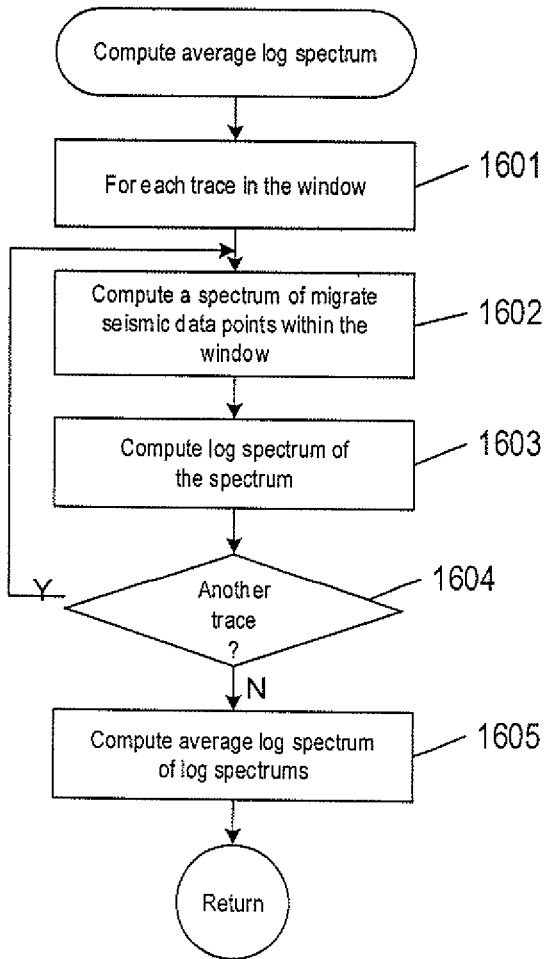 Compute average log spectrum
For each trace in the window
1601
Compute a spectrum of migrate
seismic data points within the
window
1602
Compute log spectrum of
the spectrum
1603
Another
trace
?
1604
Y
N
Compute average log spectrum
of log spectrums
1605
Return